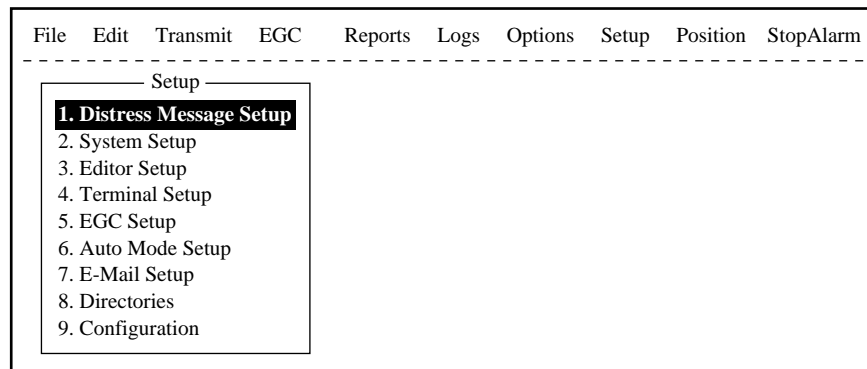 File Edit Transmit EGC Reports Logs Options Setup Position StopAlarm
Setup
1. Distress Message Setup
2. System Setup
3. Editor Setup
4. Terminal Setup
5. EGC Setup
6. Auto Mode Setup
7. E-Mail Setup
8. Directories
9. Configuration